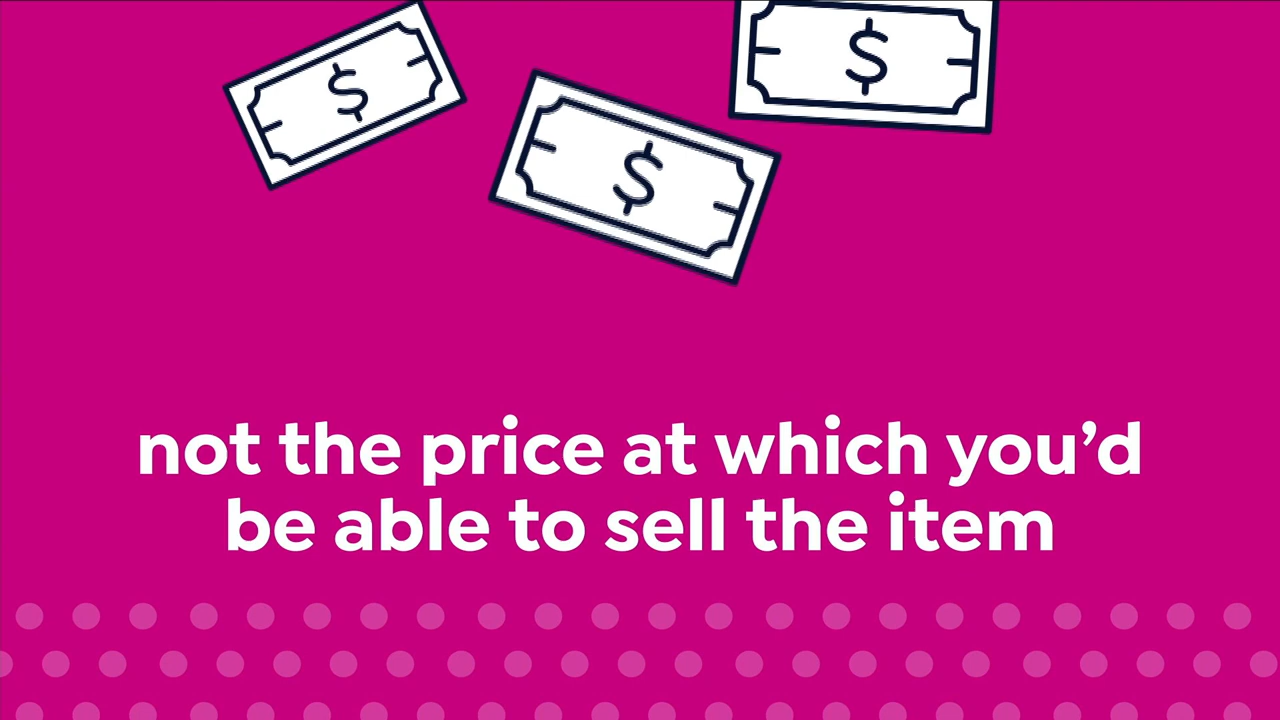 $
$
$
not the price at which you’d
be able to sell the item